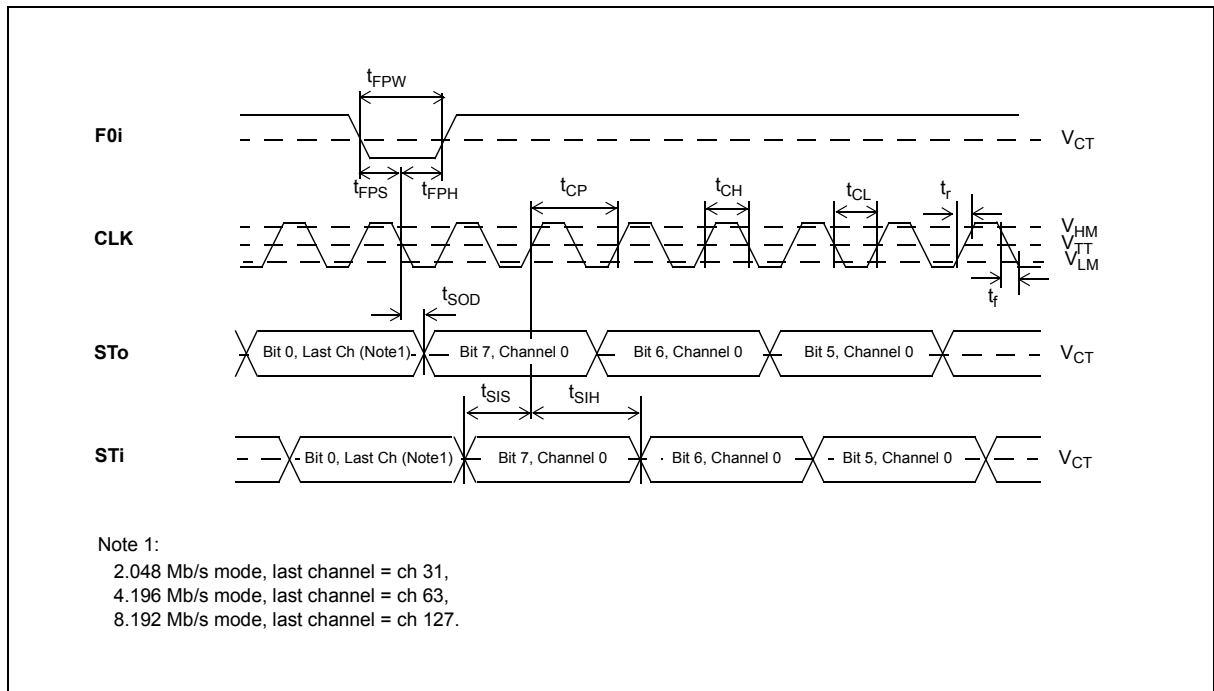 tFPW
F0i
VCT
tFPS
tFPH
tCP
tCH
tCL
tr
CLK
VHM
VTT
VLM
tf
tSOD
STo
Bit 0, Last Ch (Note1)
Bit 7, Channel 0
Bit 6, Channel 0
Bit 5, Channel 0
VCT
tSIS
tSIH
STi
Bit 0, Last Ch (Note1)
Bit 7, Channel 0
Bit 6, Channel 0
Bit 5, Channel 0
VCT
Note 1:
2.048 Mb/s mode, last channel = ch 31,
4.196 Mb/s mode, last channel = ch 63,
8.192 Mb/s mode, last channel = ch 127.